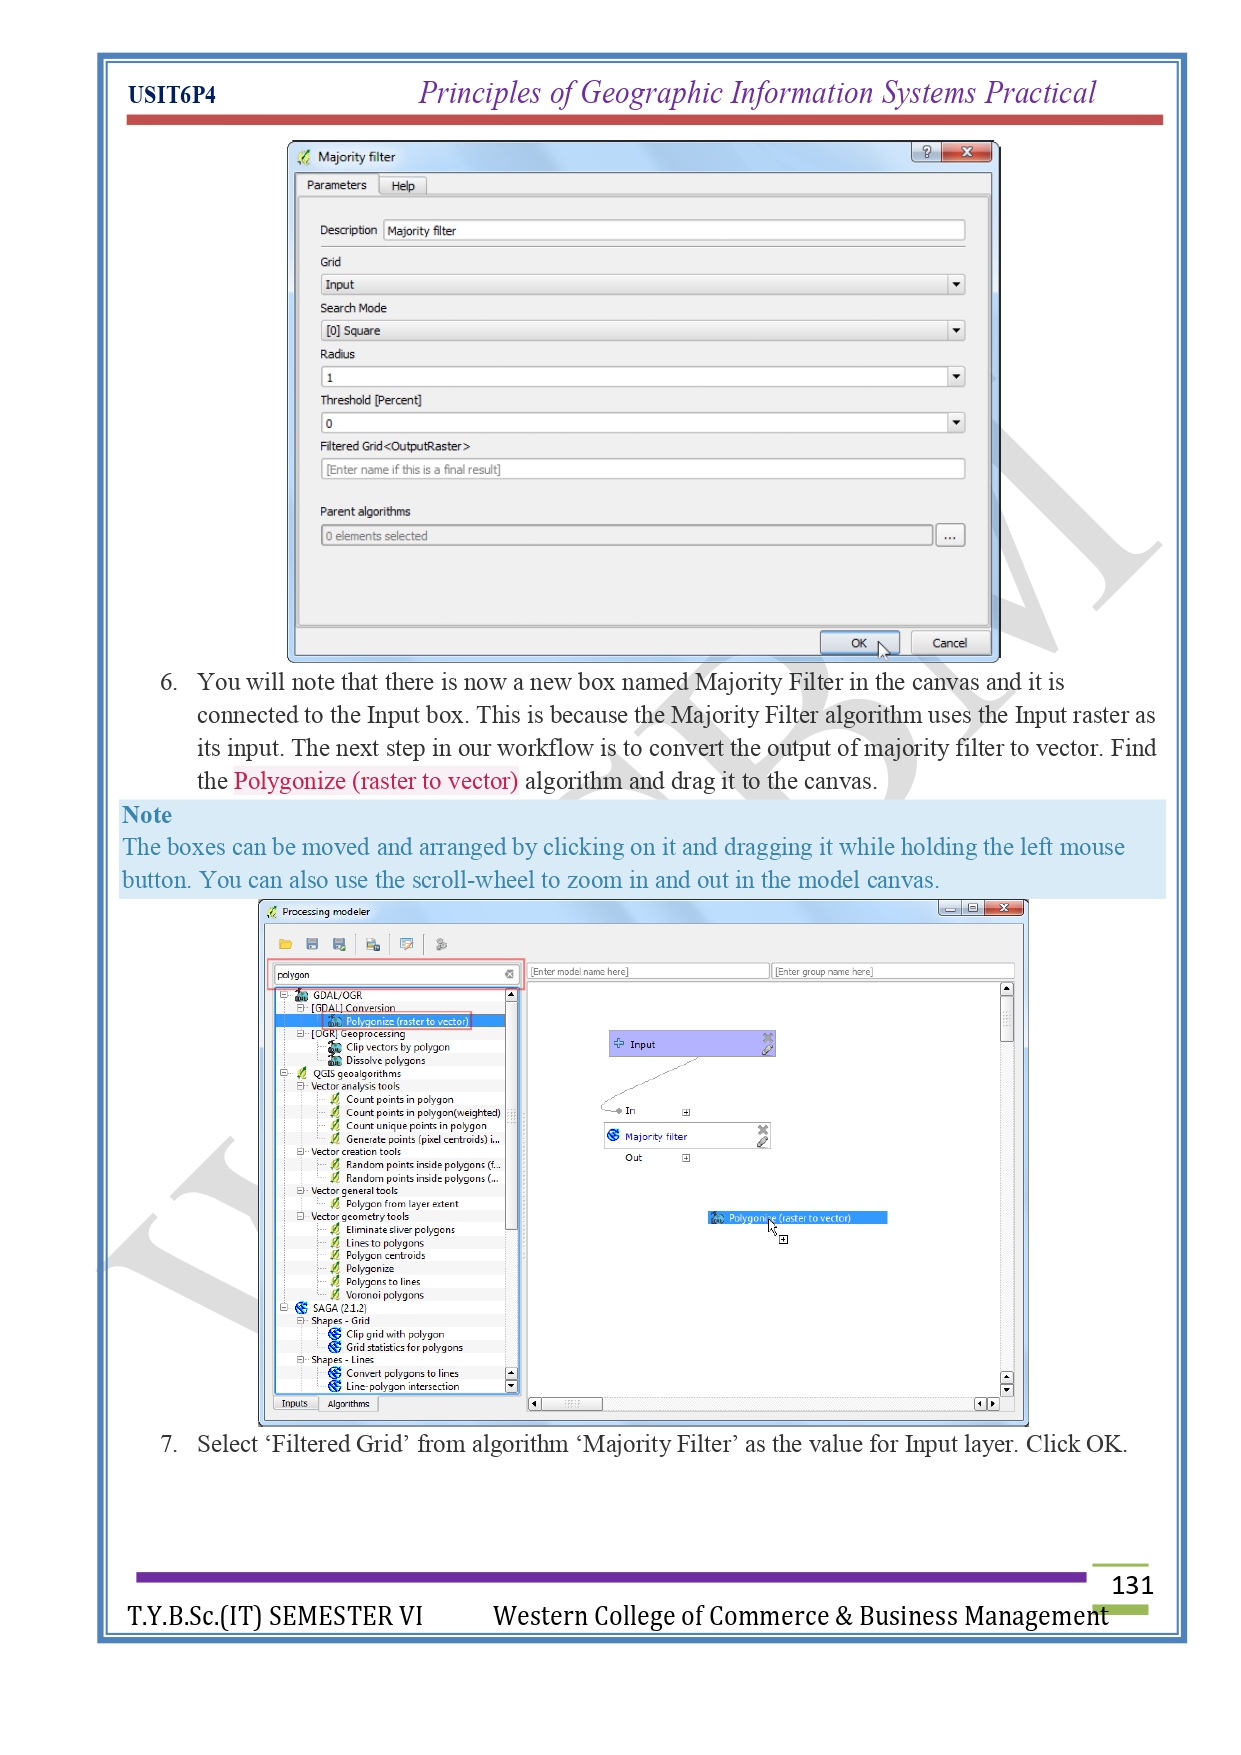 USIT6P4 Principles of Geographic Information Systems Practical
Majority filter
Parameters Help
Description Majority filter
Grid
Input
Search Mode
[0] Square
Radius
1
Threshold [Percent]
0
Filtered Grid<OutputRaster>
[Enter name if this is a final result]
Parent algorithms
0 elements selected ...
OK Cancel
6. You will note that there is now a new box named Majority Filter in the canvas and it is
connected to the Input box. This is because the Majority Filter algorithm uses the Input raster as
its input. The next step in our workflow is to convert the output of majority filter to vector. Find
the Polygonize (raster to vector) algorithm and drag it to the canvas.
Note
The boxes can be moved and arranged by clicking on it and dragging it while holding the left mouse
button. You can also use the scroll-wheel to zoom in and out in the model canvas.
Processing modeler
polygon [Enter model name here] [Enter group name here]
GDAL/OGR
[GDAL] Conversion
Polygonize (raster to vector)
[OGR] Geoprocessing
Clip vectors by polygon
Dissolve polygons
QGIS geoalgorithms
Vector analysis tools
Count points in polygon
Count points in polygon(weighted)
Count unique points in polygon
Generate points (pixel centroids) i...
Vector creation tools
Random points inside polygons (f...
Random points inside polygons (...
Vector general tools
Polygon from layer extent
Vector geometry tools
Eliminate sliver polygons
Lines to polygons
Polygon centroids
Polygonize
Polygons to lines
Voronoi polygons
SAGA (2.1.2)
Shapes - Grid
Clip grid with polygon
Grid statistics for polygons
Shapes - Lines
Convert polygons to lines
Line-polygon intersection
Inputs Algorithms
Input
In
Majority filter
Out
Polygonize (raster to vector)
7. Select ‘Filtered Grid’ from algorithm ‘Majority Filter’ as the value for Input layer. Click OK.
131
T.Y.B.Sc.(IT) SEMESTER VI Western College of Commerce & Business Management